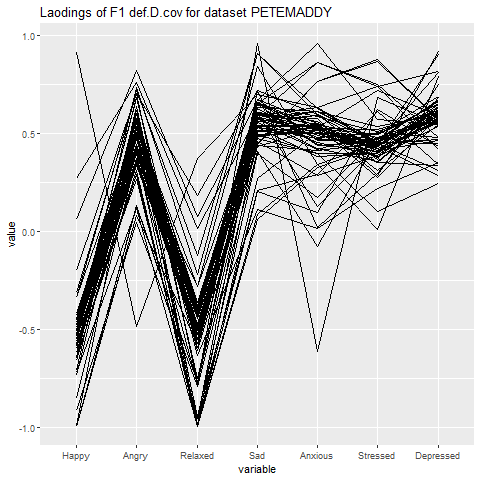 Laodings of F1 def.D.cov for dataset PETEMADDY
1.0
0.5
0.0
-0.5
-1.0
value
Happy Angry Relaxed Sad Anxious Stressed Depressed
variable